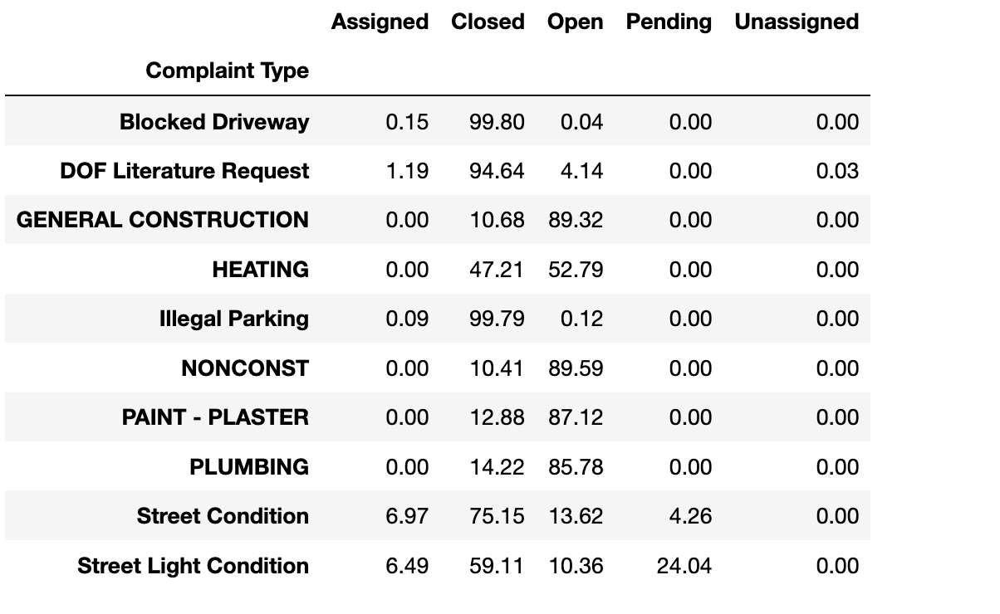 Assigned Closed Open Pending Unassigned
Complaint Type
Blocked Driveway 0.15 99.80 0.04 0.00 0.00
DOF Literature Request 1.19 94.64 4.14 0.00 0.03
GENERAL CONSTRUCTION 0.00 10.68 89.32 0.00 0.00
HEATING 0.00 47.21 52.79 0.00 0.00
Illegal Parking 0.09 99.79 0.12 0.00 0.00
NONCONST 0.00 10.41 89.59 0.00 0.00
PAINT - PLASTER 0.00 12.88 87.12 0.00 0.00
PLUMBING 0.00 14.22 85.78 0.00 0.00
Street Condition 6.97 75.15 13.62 4.26 0.00
Street Light Condition 6.49 59.11 10.36 24.04 0.00